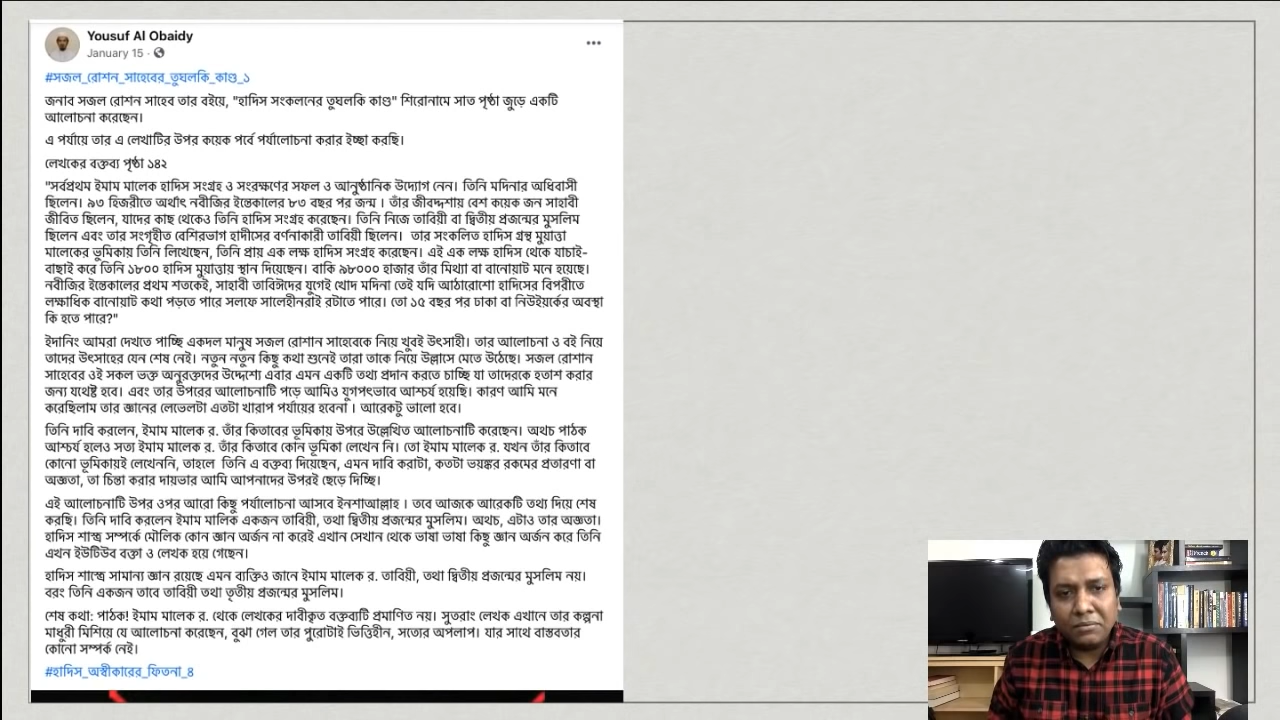 Yousuf Al Obaidy
January 15 ·
#সজল_রোশন_সাহেবের_তুঘলকি_কাণ্ড_১
জনাব সজল রোশন সাহেব তার বইয়ে, "হাদিস সংকলনের তুঘলকি কাণ্ড" শিরোনামে সাত পৃষ্ঠা জুড়ে একটি
আলোচনা করেছেন।
এ পর্যায়ে তার এ লেখাটির উপর কয়েক পর্বে পর্যালোচনা করার ইচ্ছা করছি।
লেখকের বক্তব্য পৃষ্ঠা ১৪২
"সর্বপ্রথম ইমাম মালেক হাদিস সংগ্রহ ও সংরক্ষণের সফল ও আনুষ্ঠানিক উদ্যোগ নেন। তিনি মদিনার অধিবাসী
ছিলেন। ৯৩ হিজরীতে অর্থাৎ নবীজির ইন্তেকালের ৮৩ বছর পর জন্ম । তাঁর জীবদ্দশায় বেশ কয়েক জন সাহাবী
জীবিত ছিলেন, যাদের কাছ থেকেও তিনি হাদিস সংগ্রহ করেছেন। তিনি নিজে তাবিয়ী বা দ্বিতীয় প্রজন্মের মুসলিম
ছিলেন এবং তার সংগৃহীত বেশিরভাগ হাদীসের বর্ণনাকারী তাবিয়ী ছিলেন। তার সংকলিত হাদিস গ্রন্থ মুয়াত্তা
মালেকের ভুমিকায় তিনি লিখেছেন, তিনি প্রায় এক লক্ষ হাদিস সংগ্রহ করেছেন। এই এক লক্ষ হাদিস থেকে যাচাই-
বাছাই করে তিনি ১৮০০ হাদিস মুয়াত্তায় স্থান দিয়েছেন। বাকি ৯৮০০০ হাজার তাঁর মিথ্যা বা বানোয়াট মনে হয়েছে।
নবীজির ইন্তেকালের প্রথম শতকেই, সাহাবী তাবিঈদের যুগেই খোদ মদিনা তেই যদি আঠারোশো হাদিসের বিপরীতে
লক্ষাধিক বানোয়াট কথা পড়তে পারে সলফে সালেহীনরাই রটাতে পারে। তো ১৫ বছর পর ঢাকা বা নিউইয়র্কের অবস্থা
কি হতে পারে?"
ইদানিং আমরা দেখতে পাচ্ছি একদল মানুষ সজল রোশান সাহেবেকে নিয়ে খুবই উৎসাহী। তার আলোচনা ও বই নিয়ে
তাদের উৎসাহের যেন শেষ নেই। নতুন নতুন কিছু কথা শুনেই তারা তাকে নিয়ে উল্লাসে মেতে উঠেছে। সজল রোশান
সাহেবের ওই সকল ভক্ত অনুরক্তদের উদ্দেশ্যে এবার এমন একটি তথ্য প্রদান করতে চাচ্ছি যা তাদেরকে হতাশ করার
জন্য যথেষ্ট হবে। এবং তার উপরের আলোচনাটি পড়ে আমিও যুগপৎভাবে আশ্চর্য হয়েছি। কারণ আমি মনে
করেছিলাম তার জ্ঞানের লেভেলটা এতটা খারাপ পর্যায়ের হবেনা । আরেকটু ভালো হবে।
তিনি দাবি করলেন, ইমাম মালেক র. তাঁর কিতাবের ভূমিকায় উপরে উল্লেখিত আলোচনাটি করেছেন। অথচ পাঠক
আশ্চর্য হলেও সত্য ইমাম মালেক র. তাঁর কিতাবে কোন ভূমিকা লেখেন নি। তো ইমাম মালেক র. যখন তাঁর কিতাবে
কোনো ভূমিকায়ই লেখেননি, তাহলে তিনি এ বক্তব্য দিয়েছেন, এমন দাবি করাটা, কতটা ভয়ঙ্কর রকমের প্রতারণা বা
অজ্ঞতা, তা চিন্তা করার দায়ভার আমি আপনাদের উপরই ছেড়ে দিচ্ছি।
এই আলোচনাটি উপর ওপর আরো কিছু পর্যালোচনা আসবে ইনশাআল্লাহ । তবে আজকে আরেকটি তথ্য দিয়ে শেষ
করছি। তিনি দাবি করলেন ইমাম মালিক একজন তাবিয়ী, তথা দ্বিতীয় প্রজন্মের মুসলিম। অথচ, এটাও তার অজ্ঞতা।
হাদিস শাস্ত্র সম্পর্কে মৌলিক কোন জ্ঞান অর্জন না করেই এখান সেখান থেকে ভাষা ভাষা কিছু জ্ঞান অর্জন করে তিনি
এখন ইউটিউব বক্তা ও লেখক হয়ে গেছেন।
হাদিস শাস্ত্রে সামান্য জ্ঞান রয়েছে এমন ব্যক্তিও জানে ইমাম মালেক র. তাবিয়ী, তথা দ্বিতীয় প্রজন্মের মুসলিম নয়।
বরং তিনি একজন তাবে তাবিয়ী তথা তৃতীয় প্রজন্মের মুসলিম।
শেষ কথা: পাঠক! ইমাম মালেক রা. থেকে লেখকের দাবীকৃত বক্তব্যটি প্রমাণিত নয়। সুতরাং লেখক এখানে তার কল্পনা
মাধুরী মিশিয়ে যে আলোচনা করেছেন, বুঝা গেল তার পুরোটাই ভিত্তিহীন, সত্যের অপলাপ। যার সাথে বাস্তবতার
কোনো সম্পর্ক নেই।
#হাদিস_অস্বীকারের_ফিতনা_৪